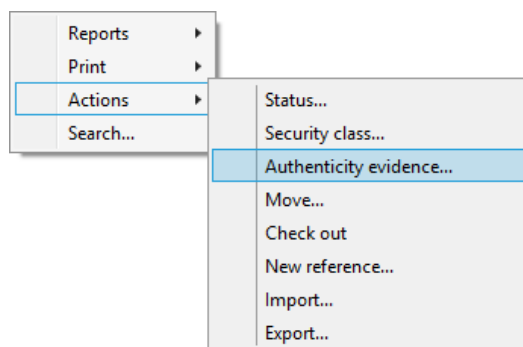 Reports
Print
Actions
Search...
Status...
Security class...
Authenticity evidence...
Move...
Check out
New reference...
Import...
Export...